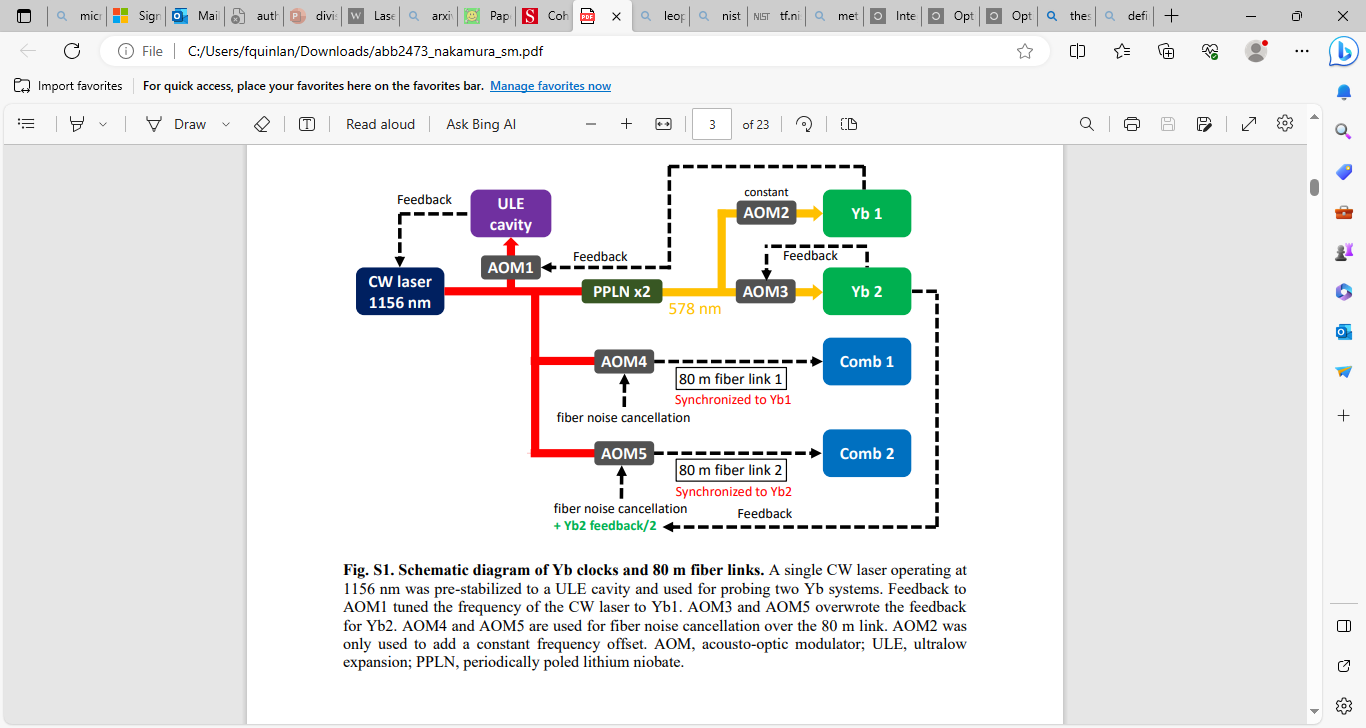 micr
Sign
Mail
auth
divis
Lase
arxiv
Pap
Coh
leop
nist
NIST
tf.ni
met
Inte
Opt
Opt
thes
defi
File
C:/Users/fquinlan/Downloads/abb2473_nakamura_sm.pdf
Import favorites
For quick access, place your favorites here on the favorites bar. Manage favorites now
Draw
Read aloud
Ask Bing AI
3
of 23
Feedback
ULE
cavity
constant
AOM2
Yb 1
AOM1
Feedback
Feedback
CW laser
1156 nm
PPLN x2
AOM3
Yb 2
578 nm
AOM4
Comb 1
80 m fiber link 1
Synchronized to Yb1
fiber noise cancellation
AOM5
Comb 2
80 m fiber link 2
Synchronized to Yb2
fiber noise cancellation
+ Yb2 feedback/2
Feedback
Fig. S1. Schematic diagram of Yb clocks and 80 m fiber links. A single CW laser operating at
1156 nm was pre-stabilized to a ULE cavity and used for probing two Yb systems. Feedback to
AOM1 tuned the frequency of the CW laser to Yb1. AOM3 and AOM5 overwrote the feedback
for Yb2. AOM4 and AOM5 are used for fiber noise cancellation over the 80 m link. AOM2 was
only used to add a constant frequency offset. AOM, acousto-optic modulator; ULE, ultralow
expansion; PPLN, periodically poled lithium niobate.